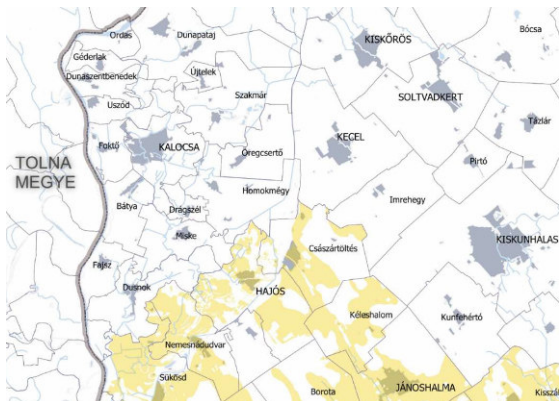 Ordas
Dunapataj
Bócsa
KISKŐRÖS
Géderlak
Dunaszentbenedek
Újtelek
SOLTVADKERT
Szakmár
Uszód
Tázlár
Foktő
KALOCSA
KECEL
Öregcsertő
Pirtó
TOLNA
MEGYE
Homokmégy
Imrehegy
Bátya
Drágszél
Császártöltés
Miske
KISKUNHALAS
Fajsz
Dusnok
HAJÓS
Kéleshalom
Kunfehértó
Nemesnádudvar
Sükösd
Borota
JÁNOSHALMA
Kisszál